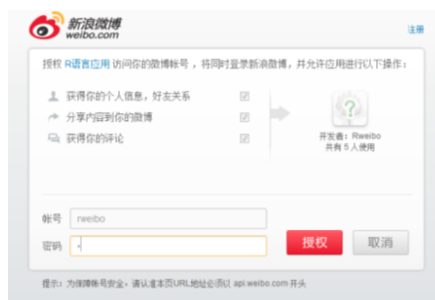 新浪微博
weibo.com
注册
授权 R语言应用 访问你的微博帐号，将同时登录新浪微博，并允许应用进行以下操作：
获得你的个人信息，好友关系
分享内容到你的微博
获得你的评论
开发者：Rweibo
共有 5 人使用
帐号 rweibo
密码
授权 取消
提示：为保障帐号安全，请认准本页URL地址必须以 api.weibo.com 开头